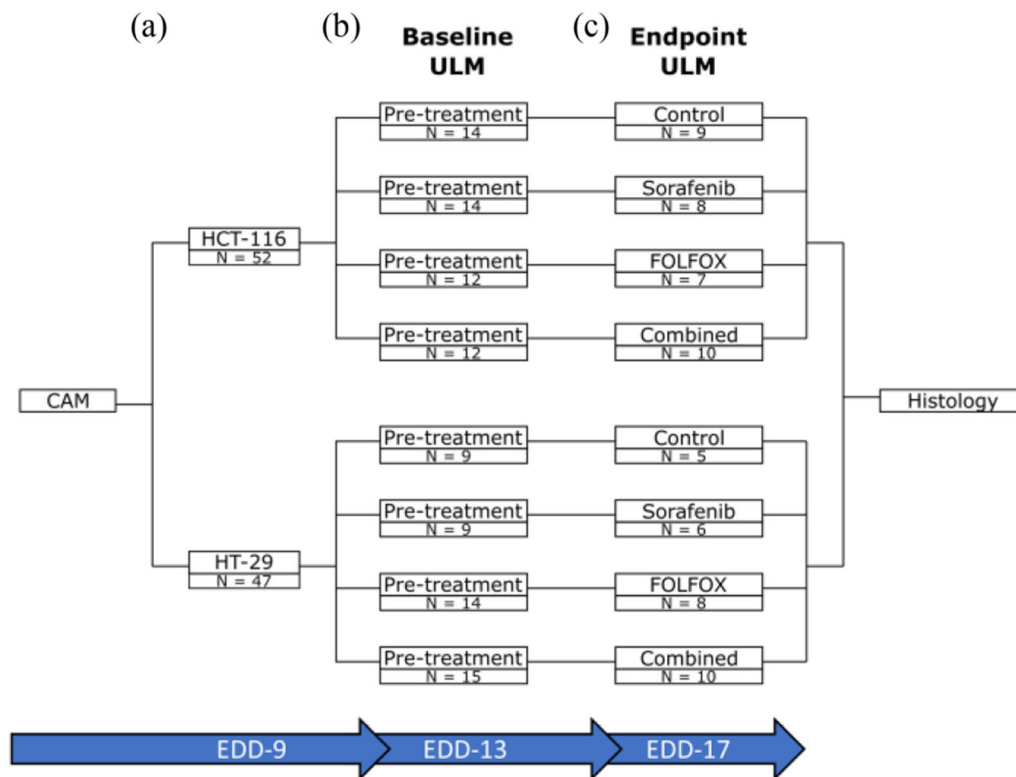 (a)
(b)
(c)
Baseline
ULM
Endpoint
ULM
Pre-treatment
N = 14
Control
N = 9
Pre-treatment
N = 14
Sorafenib
N = 8
HCT-116
N = 52
Pre-treatment
N = 12
FOLFOX
N = 7
Pre-treatment
N = 12
Combined
N = 10
CAM
Histology
Pre-treatment
N = 9
Control
N = 5
Pre-treatment
N = 9
Sorafenib
N = 6
HT-29
N = 47
Pre-treatment
N = 14
FOLFOX
N = 8
Pre-treatment
N = 15
Combined
N = 10
EDD-9
EDD-13
EDD-17